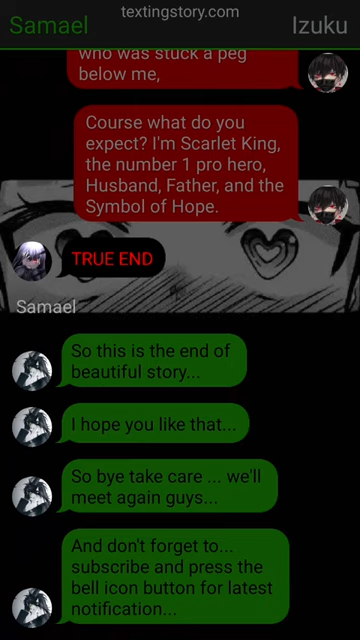 textingstory.com
Samael
Izuku
who was stuck a peg
below me,
Course what do you
expect? I'm Scarlet King,
the number 1 pro hero,
Husband, Father, and the
Symbol of Hope.
TRUE END
Samael
So this is the end of
beautiful story...
I hope you like that...
So bye take care ... we'll
meet again guys...
And don't forget to...
subscribe and press the
bell icon button for latest
notification...